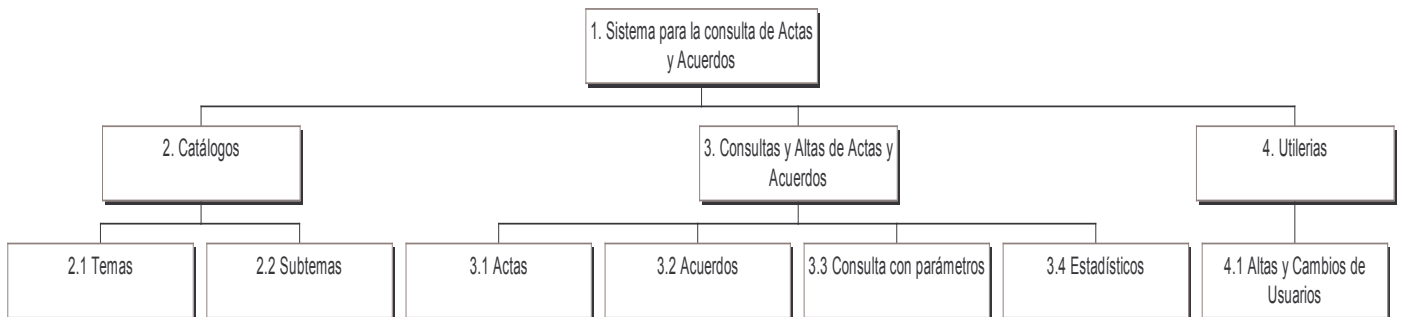 1. Sistema para la consulta de Actas
y Acuerdos
2. Catálogos
3. Consultas y Altas de Actas y
Acuerdos
4. Utilerias
2.1 Temas
2.2 Subtemas
3.1 Actas
3.2 Acuerdos
3.3 Consulta con parámetros
3.4 Estadísticos
4.1 Altas y Cambios de
Usuarios